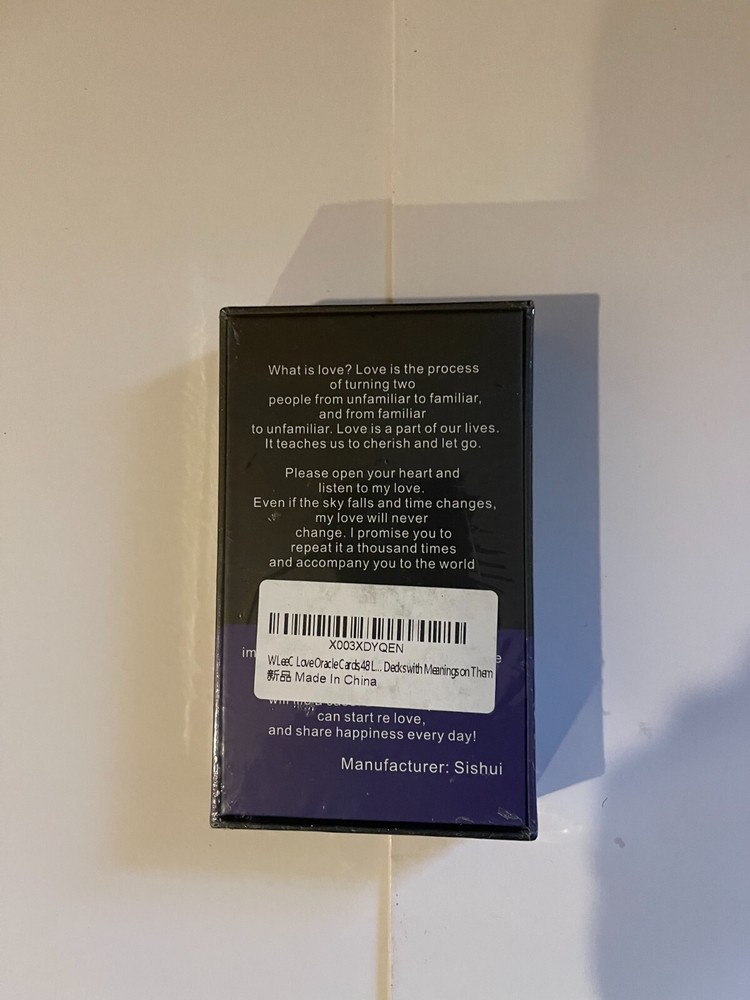 What is love? Love is the process
of turning two
people from unfamiliar to familiar,
and from familiar
to unfamiliar. Love is a part of our lives.
It teaches us to cherish and let go.
Please open your heart and
listen to my love.
Even if the sky falls and time changes,
my love will never
change. I promise you to
repeat it a thousand times
and accompany you to the world
X003XDYQEN
WLeeC Love Oracle Cards,48 L... Decks with Meanings on Them
新品 Made In China
can start re love,
and share happiness every day!
Manufacturer: Sishui